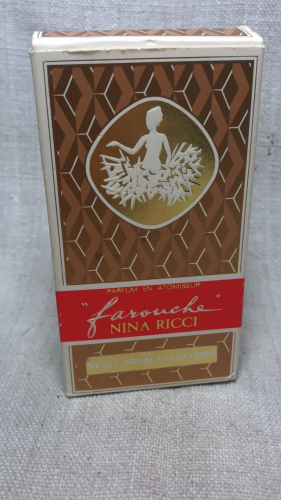 PARFUM EN ATOMISEUR
"farouche"
NINA RICCI